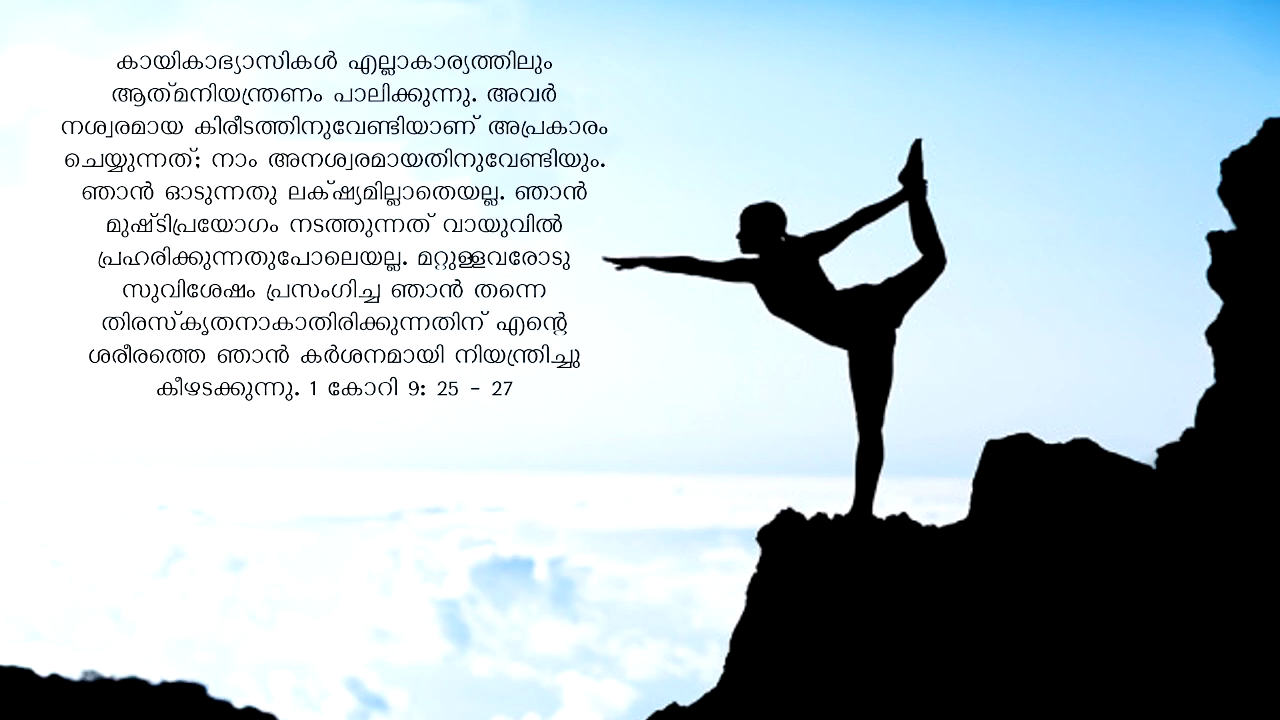 കായികാഭ്യാസികൾ എല്ലാകാര്യത്തിലും
ആത്മനിയന്ത്രണം പാലിക്കുന്നു. അവർ
നശ്വരമായ കിരീടത്തിനുവേണ്ടിയാണ് അപ്രകാരം
ചെയ്യുന്നത്; നാം അനശ്വരമായതിനുവേണ്ടിയും.
ഞാൻ ഓടുന്നതു ലക്ഷ്യമില്ലാതെയല്ല. ഞാൻ
മുഷ്ടിപ്രയോഗം നടത്തുന്നത് വായുവിൽ
പ്രഹരിക്കുന്നതുപോലെയല്ല. മറ്റുള്ളവരോടു
സുവിശേഷം പ്രസംഗിച്ച ഞാൻ തന്നെ
തിരസ്കൃതനാകാതിരിക്കുന്നതിന് എന്റെ
ശരീരത്തെ ഞാൻ കർശനമായി നിയന്ത്രിച്ചു
കീഴടക്കുന്നു. 1 കോറി 9: 25 - 27